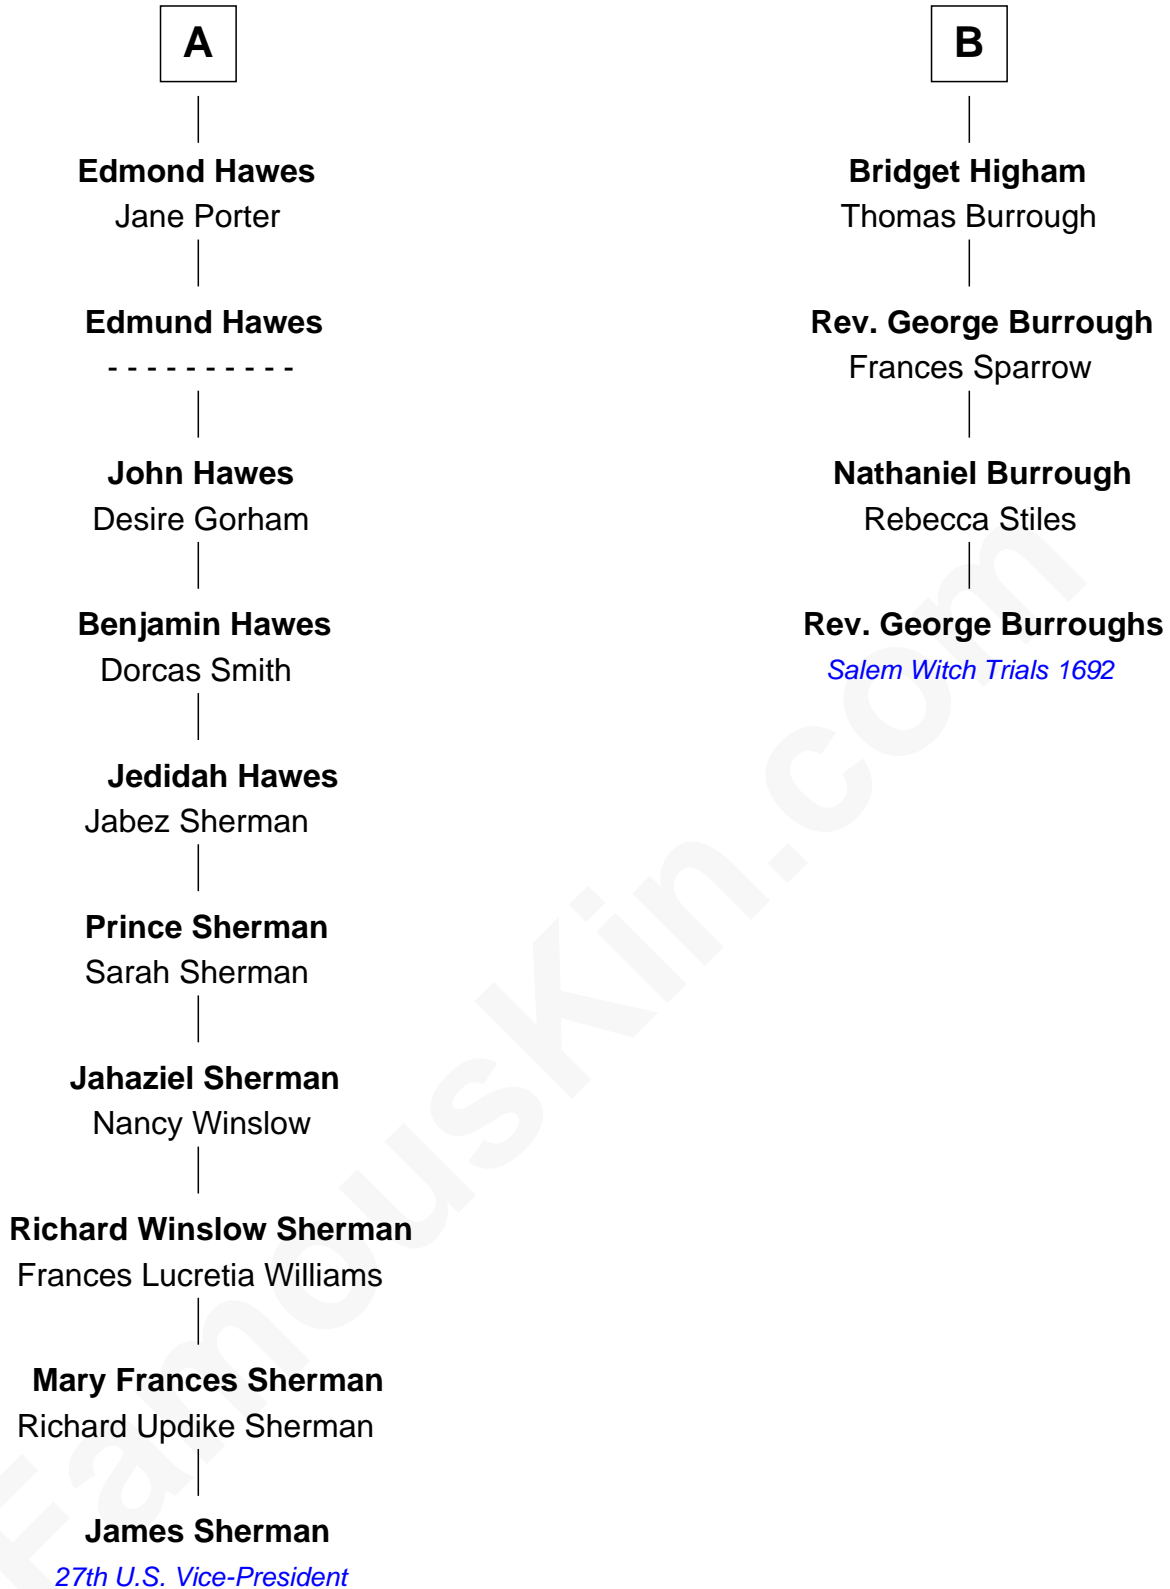 A
Edmond Hawes
Jane Porter
Edmund Hawes
- - - - - - - - - -
John Hawes
Desire Gorham
Benjamin Hawes
Dorcas Smith
Jedidah Hawes
Jabez Sherman
Prince Sherman
Sarah Sherman
Jahaziel Sherman
Nancy Winslow
Richard Winslow Sherman
Frances Lucretia Williams
Mary Frances Sherman
Richard Updike Sherman
James Sherman
27th U.S. Vice-President
B
Bridget Higham
Thomas Burrough
Rev. George Burrough
Frances Sparrow
Nathaniel Burrough
Rebecca Stiles
Rev. George Burroughs
Salem Witch Trials 1692
FamousKin.com